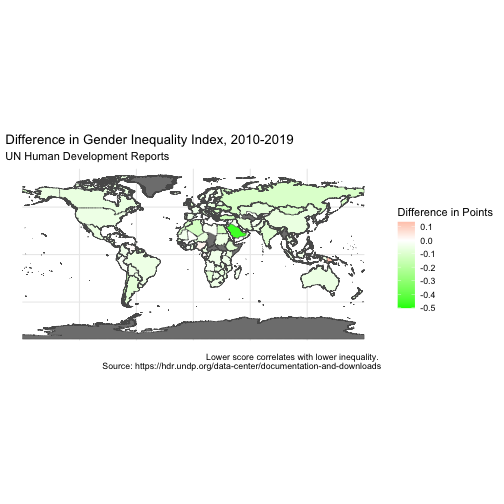 Difference in Gender Inequality Index, 2010-2019
UN Human Development Reports
Difference in Points
0.1
0.0
-0.1
-0.2
-0.3
-0.4
-0.5
Lower score correlates with lower inequality.
Source: https://hdr.undp.org/data-center/documentation-and-downloads